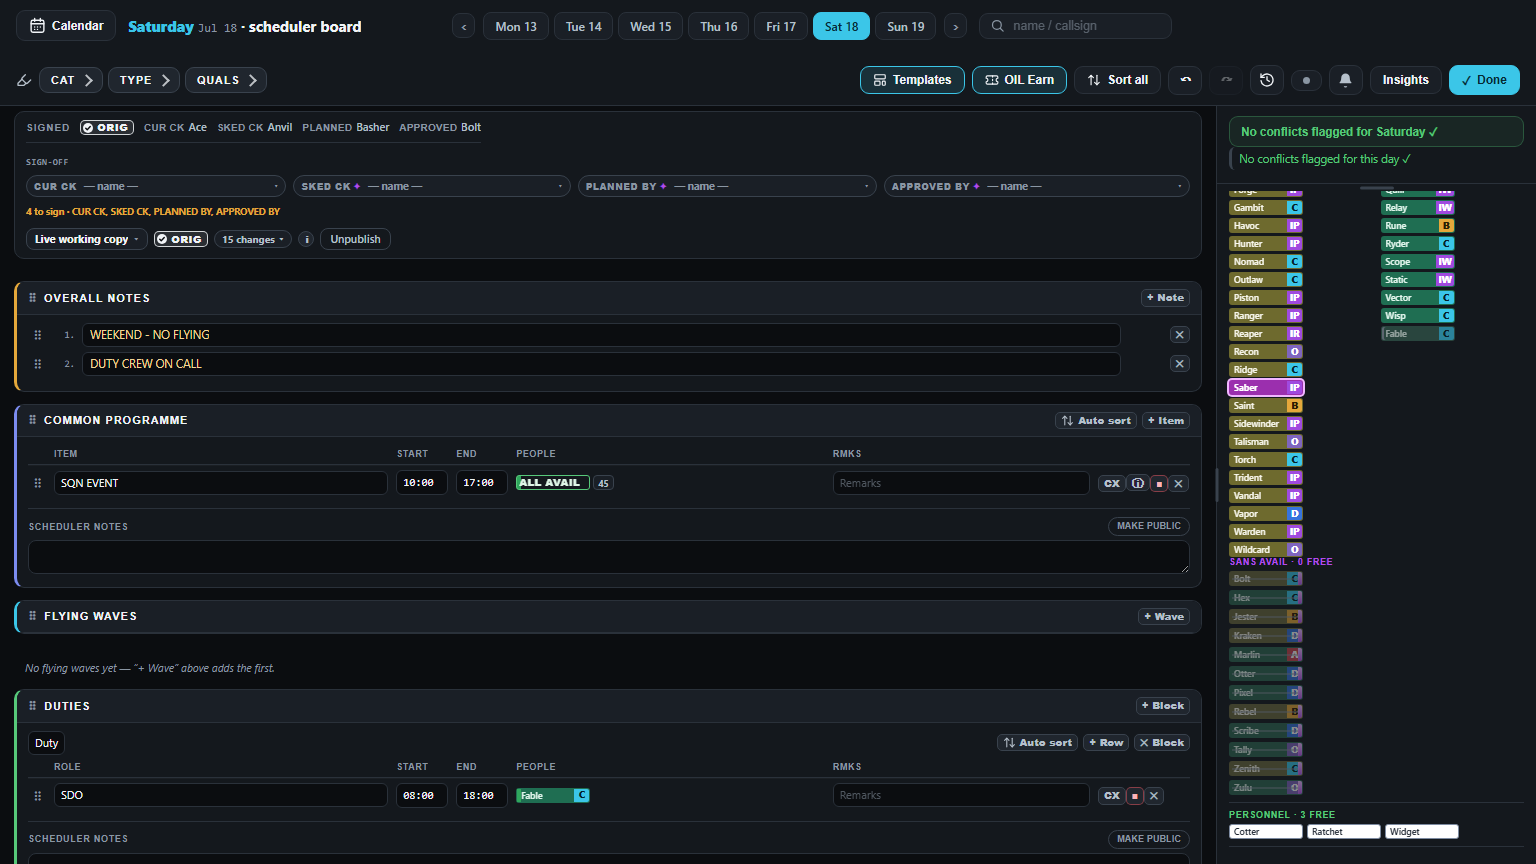 Calendar
Saturday Jul 18 · scheduler board
Mon 13
Tue 14
Wed 15
Thu 16
Fri 17
Sat 18
Sun 19
name / callsign
CAT
TYPE
QUALS
Templates
OIL Earn
Sort all
Insights
✓ Done
SIGNED ORIG CUR CK Ace SKED CK Anvil PLANNED Basher APPROVED Bolt
SIGN-OFF
CUR CK — name —
SKED CK ✦ — name —
PLANNED BY ✦ — name —
APPROVED BY ✦ — name —
4 to sign · CUR CK, SKED CK, PLANNED BY, APPROVED BY
Live working copy
ORIG
15 changes
i
Unpublish
OVERALL NOTES
+ Note
1. WEEKEND - NO FLYING
2. DUTY CREW ON CALL
COMMON PROGRAMME
Auto sort
+ Item
ITEM START END PEOPLE RMKS
SQN EVENT 10:00 17:00 ALL AVAIL 45 Remarks CX
SCHEDULER NOTES
MAKE PUBLIC
FLYING WAVES
+ Wave
No flying waves yet — "+ Wave" above adds the first.
DUTIES
+ Block
Duty
Auto sort
+ Row
× Block
ROLE START END PEOPLE RMKS
SDO 08:00 18:00 Fable C Remarks CX
SCHEDULER NOTES
MAKE PUBLIC
No conflicts flagged for Saturday ✓
No conflicts flagged for this day ✓
Gambit C
Havoc IP
Hunter IP
Nomad C
Outlaw C
Piston IP
Ranger IP
Reaper IR
Recon O
Ridge C
Saber IP
Saint B
Sidewinder IP
Talisman O
Torch C
Trident IP
Vandal IP
Vapor D
Warden IP
Wildcard O
Relay IW
Rune B
Ryder C
Scope IW
Static IW
Vector C
Wisp C
Fable C
SANS AVAIL · 0 FREE
Bolt C
Hex C
Jester B
Kraken D
Marlin A
Otter D
Pixel D
Rebel B
Scribe D
Tally O
Zenith C
Zulu O
PERSONNEL · 3 FREE
Cotter
Ratchet
Widget